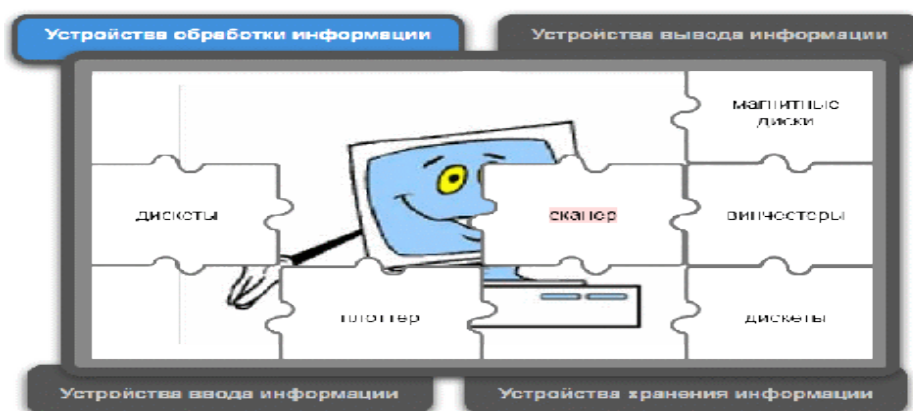 Устройства обработки информации
Устройства вывода информации
магнитные
диски
дискеты
сканер
винчестеры
плоттер
дискеты
Устройства ввода информации
Устройства хранения информации